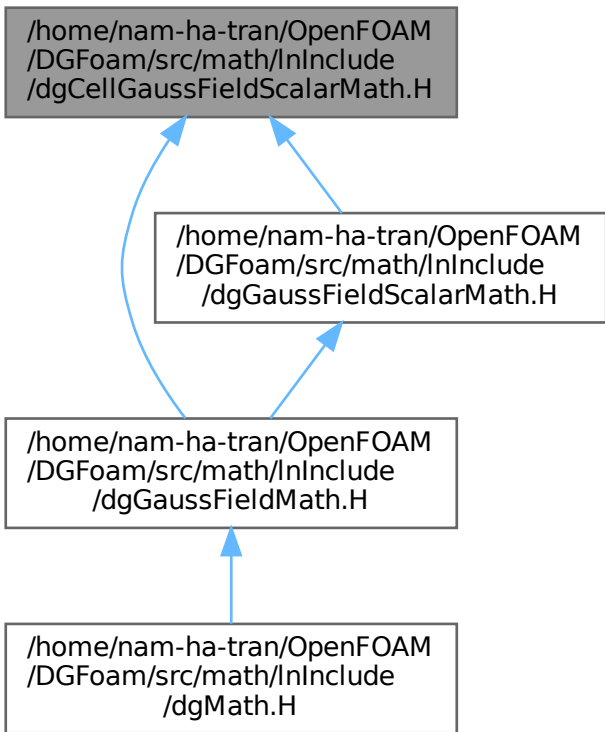 /home/nam-ha-tran/OpenFOAM
/DGFoam/src/math/lnInclude
/dgCellGaussFieldScalarMath.H
/home/nam-ha-tran/OpenFOAM
/DGFoam/src/math/lnInclude
/dgGaussFieldScalarMath.H
/home/nam-ha-tran/OpenFOAM
/DGFoam/src/math/lnInclude
/dgGaussFieldMath.H
/home/nam-ha-tran/OpenFOAM
/DGFoam/src/math/lnInclude
/dgMath.H